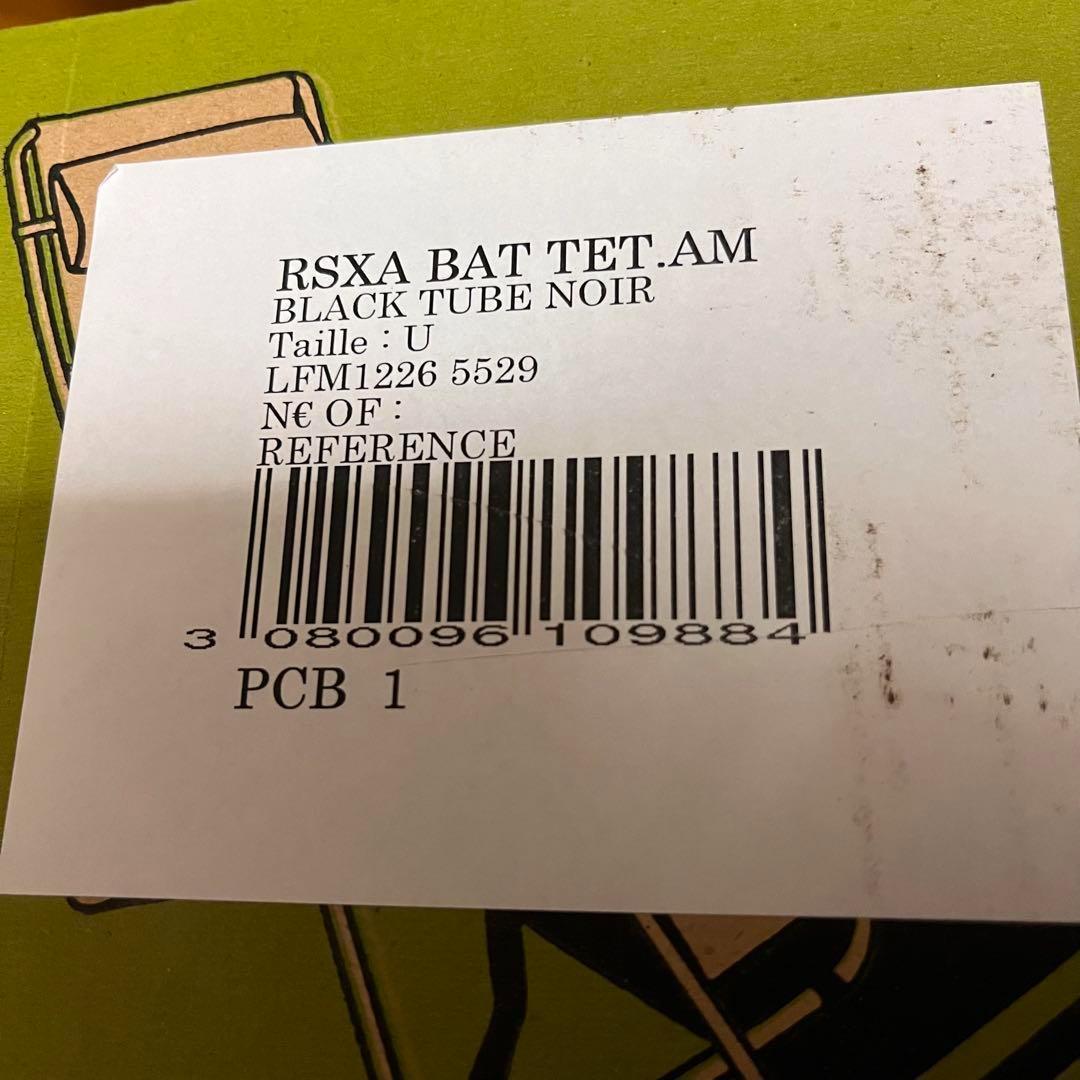 RSXA BAT TET.AM
BLACK TUBE NOIR
Taille : U
LFM1226 5529
N€ OF :
REFERENCE
3 080096 109884
PCB 1